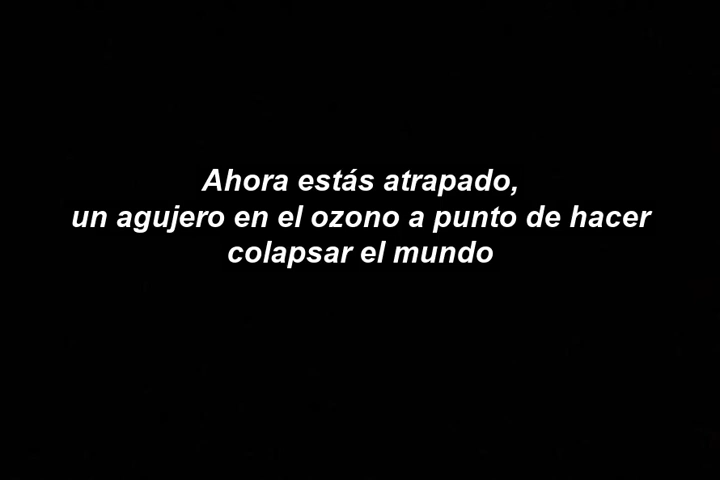 Ahora estás atrapado,
un agujero en el ozono a punto de hacer
colapsar el mundo